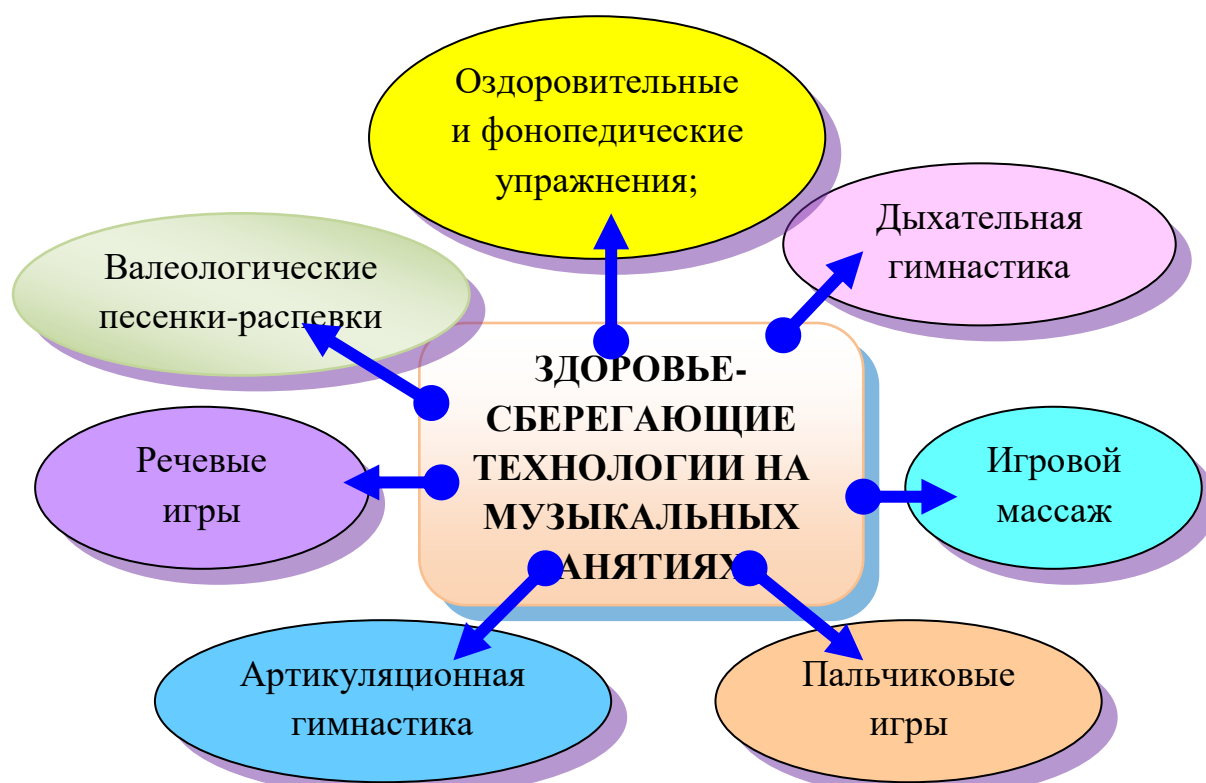 Оздоровительные
и фонопедические
упражнения;
Дыхательная
гимнастика
Валеологические
песенки-распевки
ЗДОРОВЬЕ-
СБЕРЕГАЮЩИЕ
ТЕХНОЛОГИИ НА
МУЗЫКАЛЬНЫХ
ЗАНЯТИЯХ
Речевые
игры
Игровой
массаж
Артикуляционная
гимнастика
Пальчиковые
игры